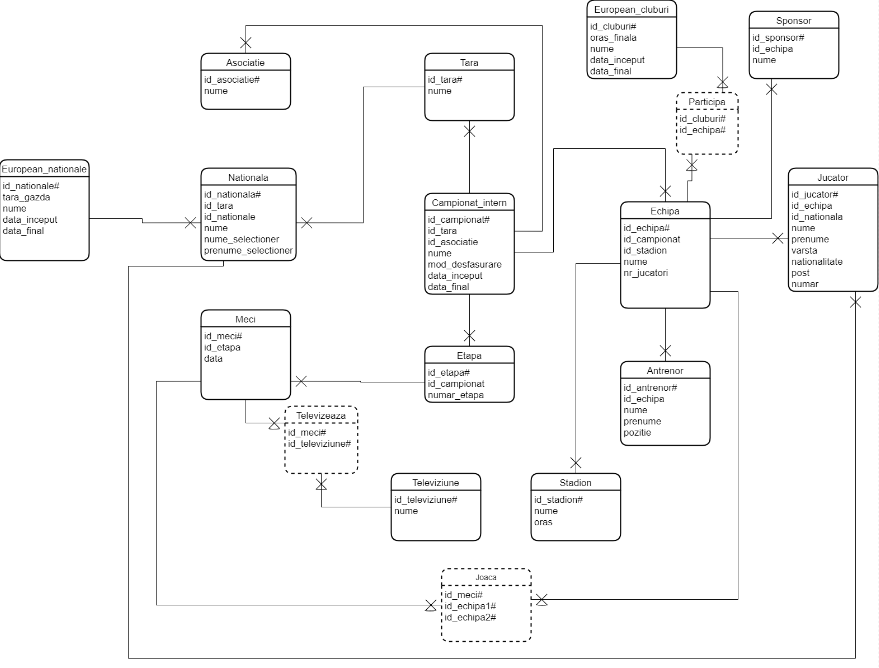 European_cluburi
id_cluburi#
oras_finala
nume
data_inceput
data_final
Sponsor
id_sponsor#
id_echipa
nume
Asociatie
id_asociatie#
nume
Tara
id_tara#
nume
Participa
id_cluburi#
id_echipa#
European_nationale
id_nationale#
tara_gazda
nume
data_inceput
data_final
Nationala
id_nationala#
id_tara
id_nationale
nume
nume_selectioner
prenume_selectioner
Campionat_intern
id_campionat#
id_tara
id_asociatie
nume
mod_desfasurare
data_inceput
data_final
Echipa
id_echipa#
id_campionat
id_stadion
nume
nr_jucatori
Jucator
id_jucator#
id_echipa
id_nationala
nume
prenume
varsta
nationalitate
post
numar
Meci
id_meci#
id_etapa
data
Etapa
id_etapa#
id_campionat
numar_etapa
Antrenor
id_antrenor#
id_echipa
nume
prenume
pozitie
Televizeaza
id_meci#
id_televiziune#
Televiziune
id_televiziune#
nume
Stadion
id_stadion#
nume
oras
Joaca
id_meci#
id_echipa1#
id_echipa2#